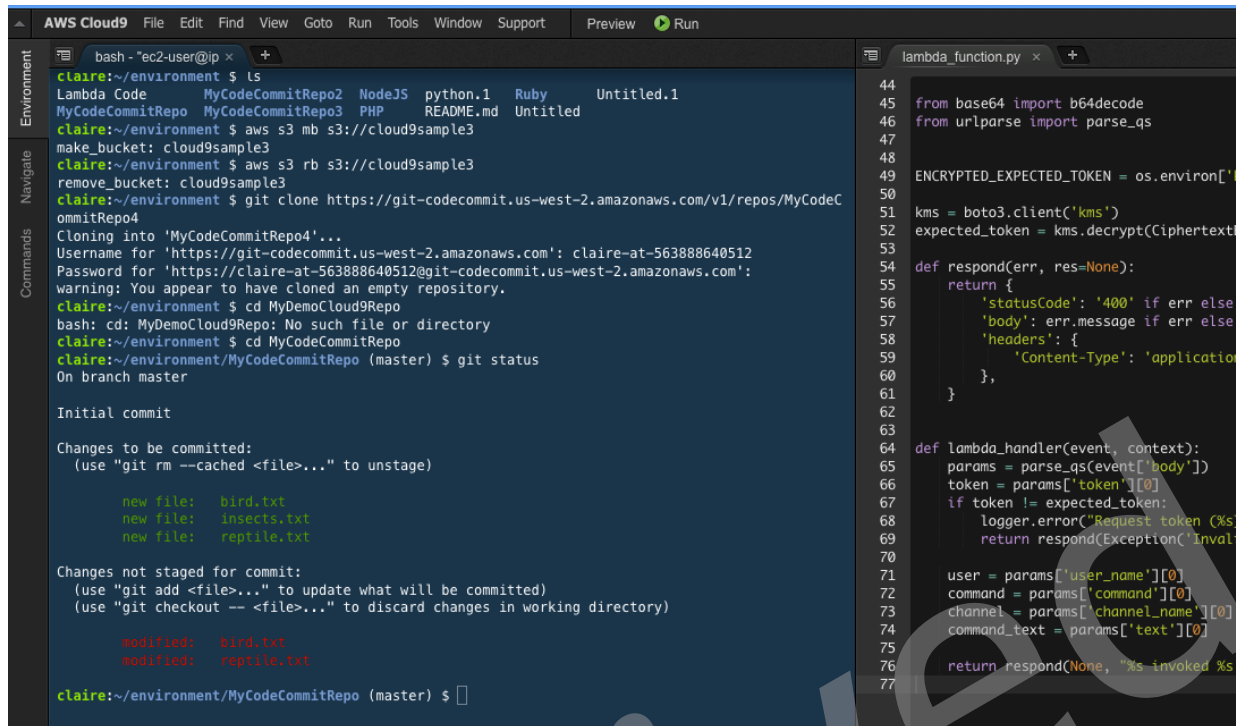 AWS Cloud9 File Edit Find View Goto Run Tools Window Support Preview Run
Environment
Navigate
Commands
bash - "ec2-user@ip × +
claire:~/environment $ ls
Lambda Code MyCodeCommitRepo2 NodeJS python.1 Ruby Untitled.1
MyCodeCommitRepo MyCodeCommitRepo3 PHP README.md Untitled
claire:~/environment $ aws s3 mb s3://cloud9sample3
make_bucket: cloud9sample3
claire:~/environment $ aws s3 rb s3://cloud9sample3
remove_bucket: cloud9sample3
claire:~/environment $ git clone https://git-codecommit.us-west-2.amazonaws.com/v1/repos/MyCodeC
ommitRepo4
Cloning into 'MyCodeCommitRepo4'...
Username for 'https://git-codecommit.us-west-2.amazonaws.com': claire-at-563888640512
Password for 'https://claire-at-563888640512@git-codecommit.us-west-2.amazonaws.com':
warning: You appear to have cloned an empty repository.
claire:~/environment $ cd MyDemoCloud9Repo
bash: cd: MyDemoCloud9Repo: No such file or directory
claire:~/environment $ cd MyCodeCommitRepo
claire:~/environment/MyCodeCommitRepo (master) $ git status
On branch master
Initial commit
Changes to be committed:
(use "git rm --cached <file>..." to unstage)
new file: bird.txt
new file: insects.txt
new file: reptile.txt
Changes not staged for commit:
(use "git add <file>..." to update what will be committed)
(use "git checkout -- <file>..." to discard changes in working directory)
modified: bird.txt
modified: reptile.txt
claire:~/environment/MyCodeCommitRepo (master) $
lambda_function.py × +
44
45 from base64 import b64decode
46 from urlparse import parse_qs
47
48
49 ENCRYPTED_EXPECTED_TOKEN = os.environ['
50
51 kms = boto3.client('kms')
52 expected_token = kms.decrypt(Ciphertext
53
54 def respond(err, res=None):
55 return {
56 'statusCode': '400' if err else
57 'body': err.message if err else
58 'headers': {
59 'Content-Type': 'application
60 },
61 }
62
63
64 def lambda_handler(event, context):
65 params = parse_qs(event['body'])
66 token = params['token'][0]
67 if token != expected_token:
68 logger.error("Request token (%s)
69 return respond(Exception('Inval
70
71 user = params['user_name'][0]
72 command = params['command'][0]
73 channel = params['channel_name'][0]
74 command_text = params['text'][0]
75
76 return respond(None, "%s invoked %s
77